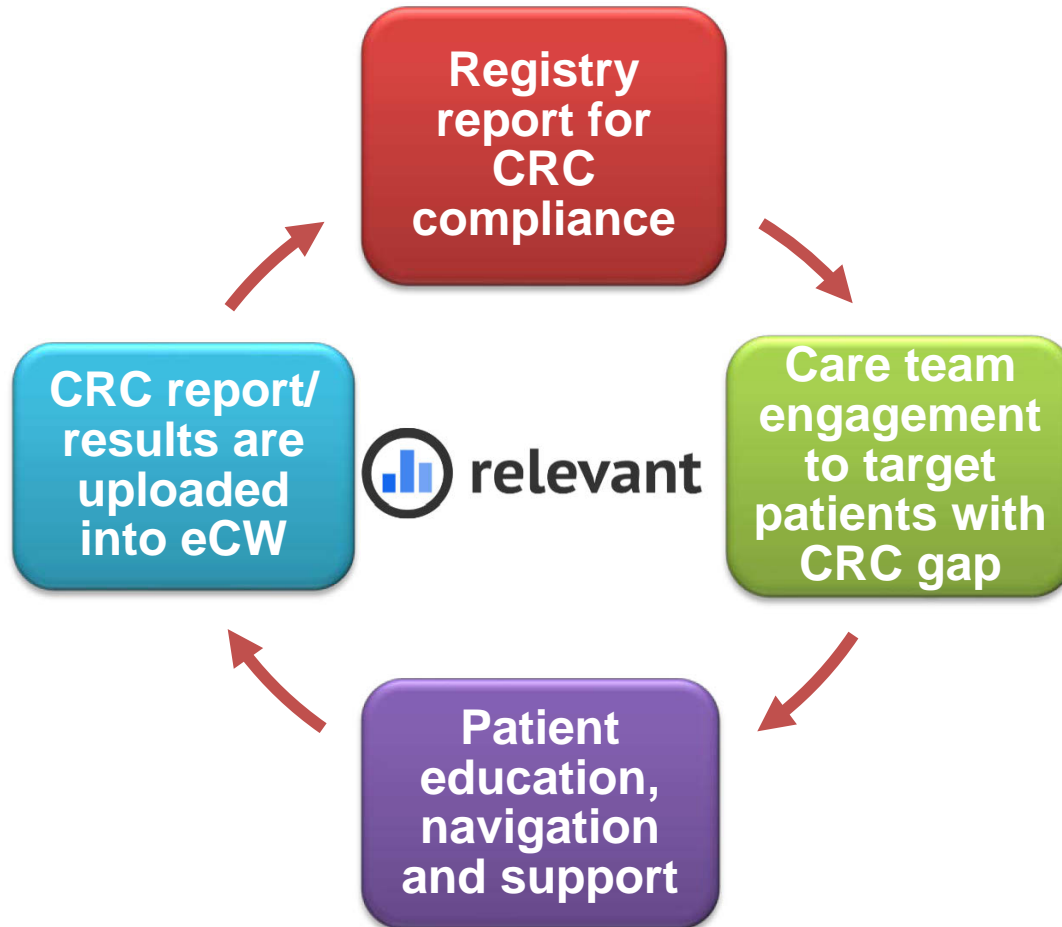 Registry
report for
CRC
compliance
Care team
engagement
to target
patients with
CRC gap
Patient
education,
navigation
and support
CRC report/
results are
uploaded
into eCW
relevant